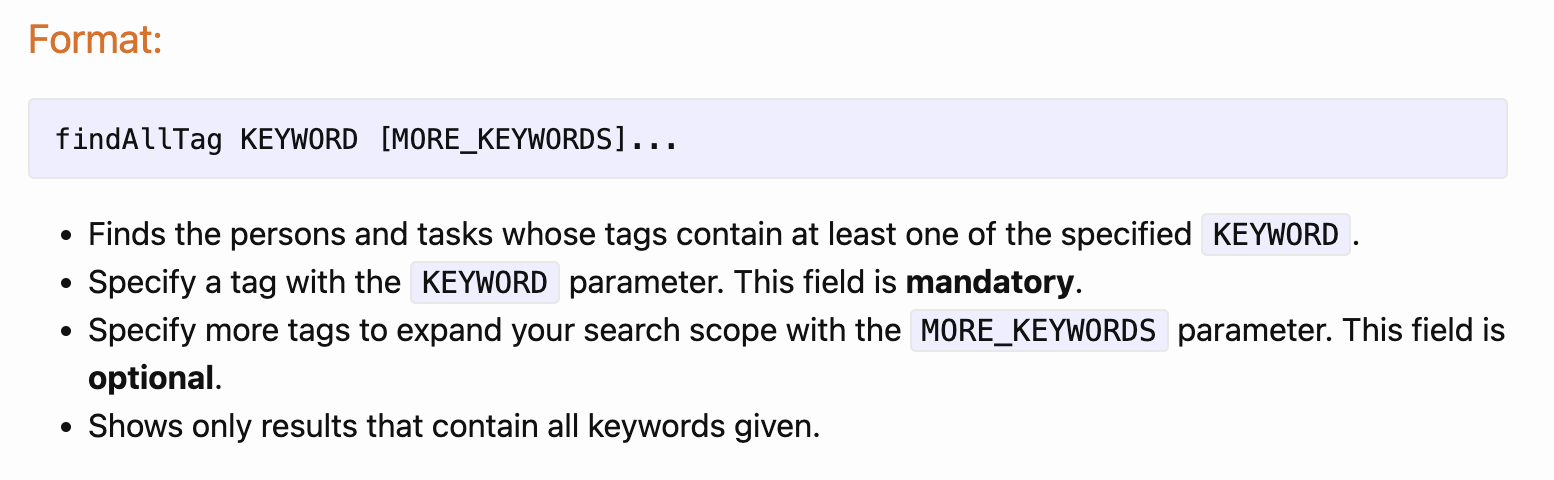 Format:
findAllTag KEYWORD [MORE_KEYWORDS]...
• Finds the persons and tasks whose tags contain at least one of the specified KEYWORD.
• Specify a tag with the KEYWORD parameter. This field is mandatory.
• Specify more tags to expand your search scope with the MORE_KEYWORDS parameter. This field is
optional.
• Shows only results that contain all keywords given.